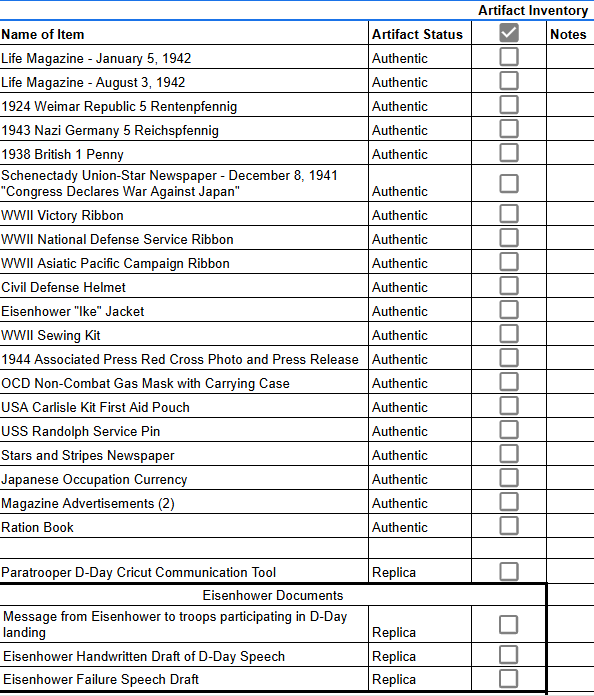 Artifact Inventory
Name of Item Artifact Status Notes
Life Magazine - January 5, 1942 Authentic
Life Magazine - August 3, 1942 Authentic
1924 Weimar Republic 5 Rentenpfennig Authentic
1943 Nazi Germany 5 Reichspfennig Authentic
1938 British 1 Penny Authentic
Schenectady Union-Star Newspaper - December 8, 1941
"Congress Declares War Against Japan" Authentic
WWII Victory Ribbon Authentic
WWII National Defense Service Ribbon Authentic
WWII Asiatic Pacific Campaign Ribbon Authentic
Civil Defense Helmet Authentic
Eisenhower "Ike" Jacket Authentic
WWII Sewing Kit Authentic
1944 Associated Press Red Cross Photo and Press Release Authentic
OCD Non-Combat Gas Mask with Carrying Case Authentic
USA Carlisle Kit First Aid Pouch Authentic
USS Randolph Service Pin Authentic
Stars and Stripes Newspaper Authentic
Japanese Occupation Currency Authentic
Magazine Advertisements (2) Authentic
Ration Book Authentic
Paratrooper D-Day Cricut Communication Tool Replica
Eisenhower Documents
Message from Eisenhower to troops participating in D-Day
landing Replica
Eisenhower Handwritten Draft of D-Day Speech Replica
Eisenhower Failure Speech Draft Replica